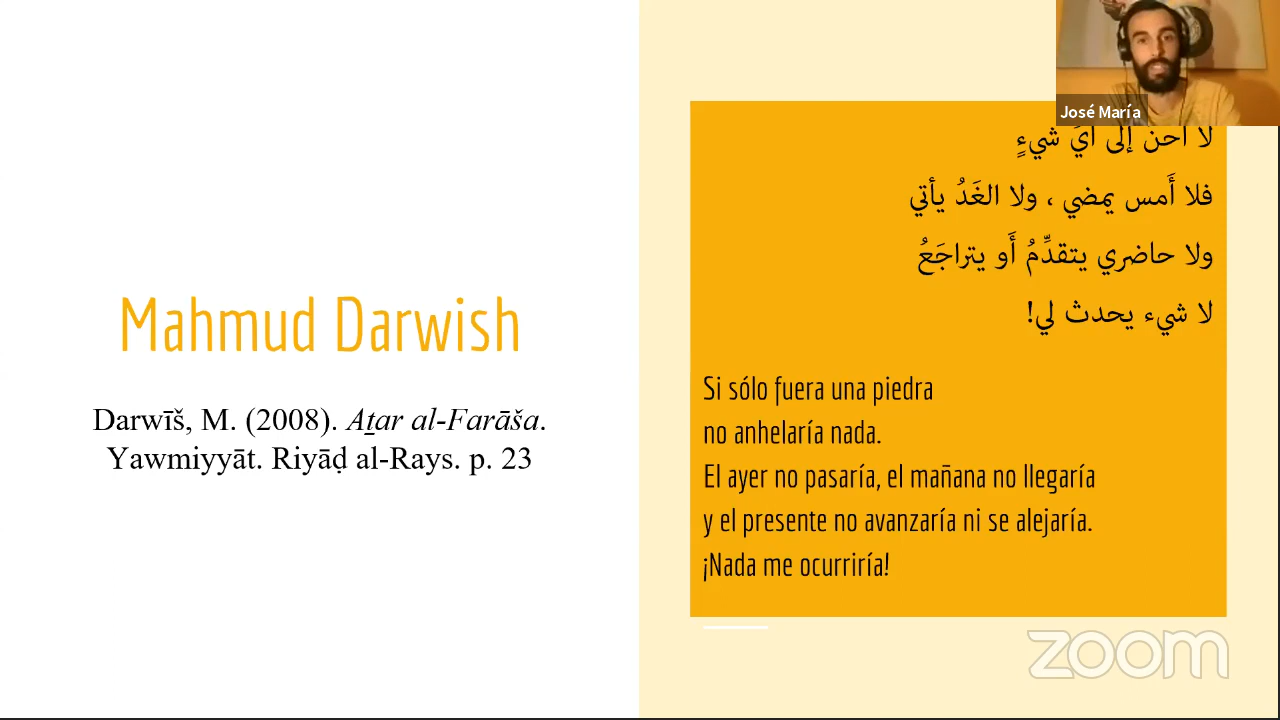 José María
لا أحن إلى أيّ شيءٍ
فلا أَمس يمضي ، ولا الغَدُ يأتي
ولا حاضري يتقدِّمُ أَو يتراجَعُ
لا شيء يحدث لي!
Mahmud Darwish
Darwīš, M. (2008). Aṯar al-Farāša.
Yawmiyyāt. Riyāḍ al-Rays. p. 23
Si sólo fuera una piedra
no anhelaría nada.
El ayer no pasaría, el mañana no llegaría
y el presente no avanzaría ni se alejaría.
¡Nada me ocurriría!
zoom